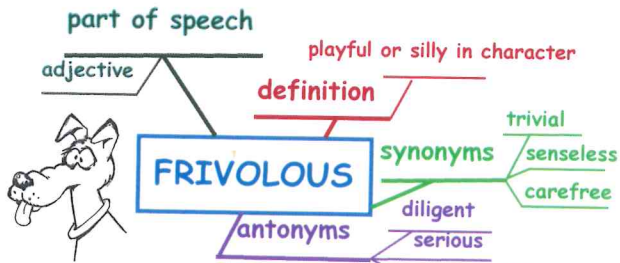 part of speech
adjective
definition
playful or silly in character
FRIVOLOUS
synonyms
trivial
senseless
carefree
antonyms
diligent
serious